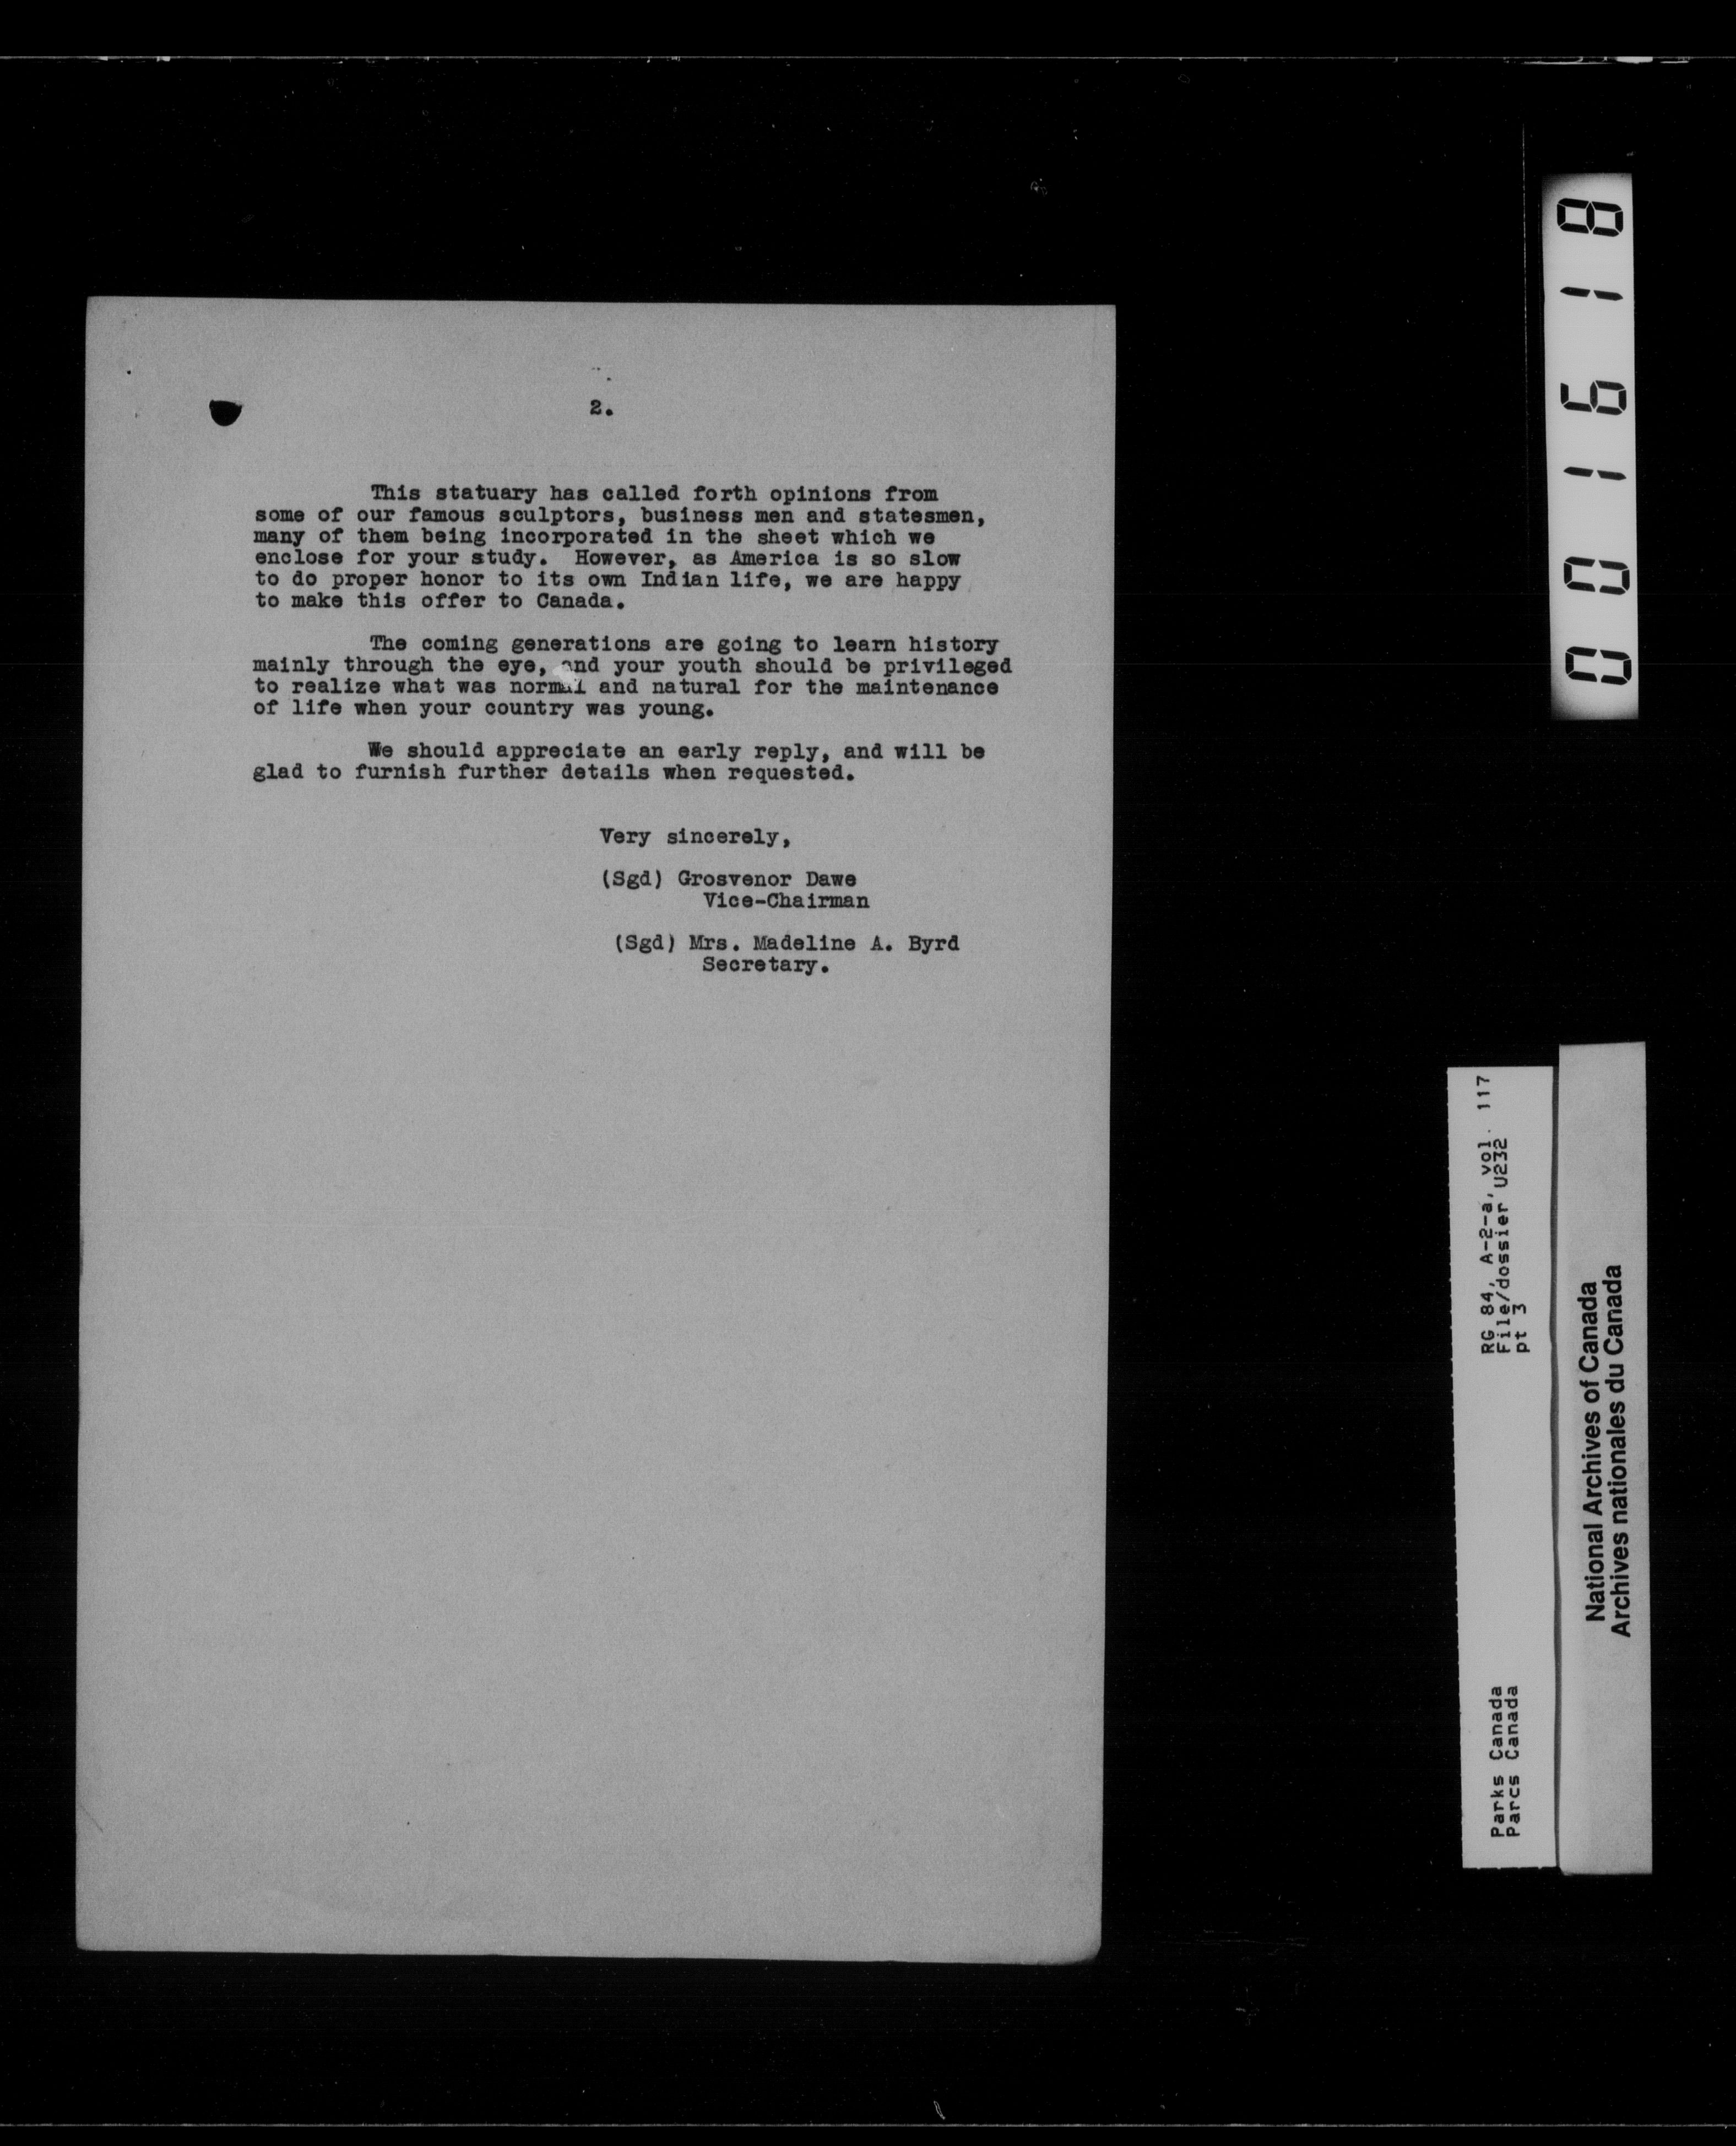 2.
This statuary has called forth opinions from
some of our famous sculptors, business men and statesmen,
many of them being incorporated in the sheet which we
enclose for your study. However, as America is so slow
to do proper honor to its own Indian life, we are happy
to make this offer to Canada.
The coming generations are going to learn history
mainly through the eye, and your youth should be privileged
to realize what was normal and natural for the maintenance
of life when your country was young.
We should appreciate an early reply, and will be
glad to furnish further details when requested.
Very sincerely,
(Sgd) Grosvenor Dawe
Vice-Chairman
(Sgd) Mrs. Madeline A. Byrd
Secretary.
001618
Parks Canada
Parcs Canada
RG 84, A-2-a, vol. 117
File/dossier U232
pt 3
National Archives of Canada
Archives nationales du Canada